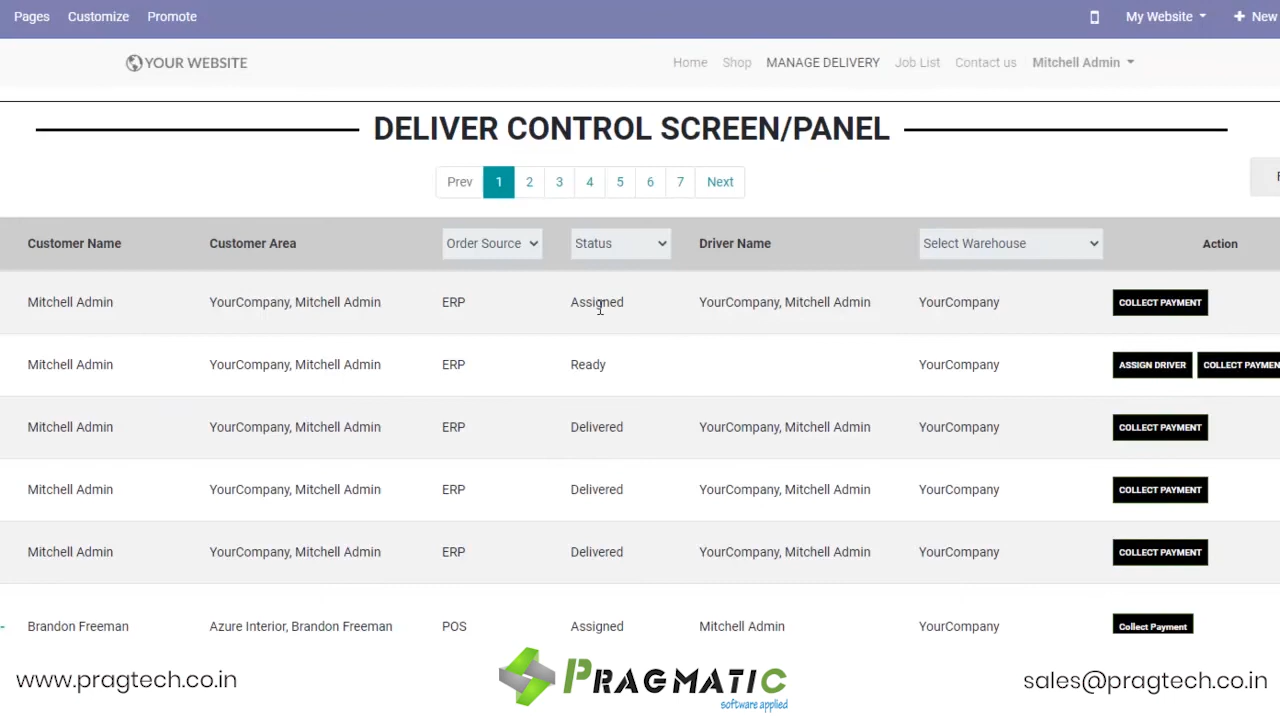 Pages Customize Promote My Website New
YOUR WEBSITE Home Shop MANAGE DELIVERY Job List Contact us Mitchell Admin
DELIVER CONTROL SCREEN/PANEL
Prev 1 2 3 4 5 6 7 Next
Customer Name Customer Area Order Source Status Driver Name Select Warehouse Action
Mitchell Admin YourCompany, Mitchell Admin ERP Assigned YourCompany, Mitchell Admin YourCompany COLLECT PAYMENT
Mitchell Admin YourCompany, Mitchell Admin ERP Ready YourCompany ASSIGN DRIVER COLLECT PAYMEN
Mitchell Admin YourCompany, Mitchell Admin ERP Delivered YourCompany, Mitchell Admin YourCompany COLLECT PAYMENT
Mitchell Admin YourCompany, Mitchell Admin ERP Delivered YourCompany, Mitchell Admin YourCompany COLLECT PAYMENT
Mitchell Admin YourCompany, Mitchell Admin ERP Delivered YourCompany, Mitchell Admin YourCompany COLLECT PAYMENT
Brandon Freeman Azure Interior, Brandon Freeman POS Assigned Mitchell Admin YourCompany Collect Payment
www.pragtech.co.in PRAGMATIC sales@pragtech.co.in
software applied